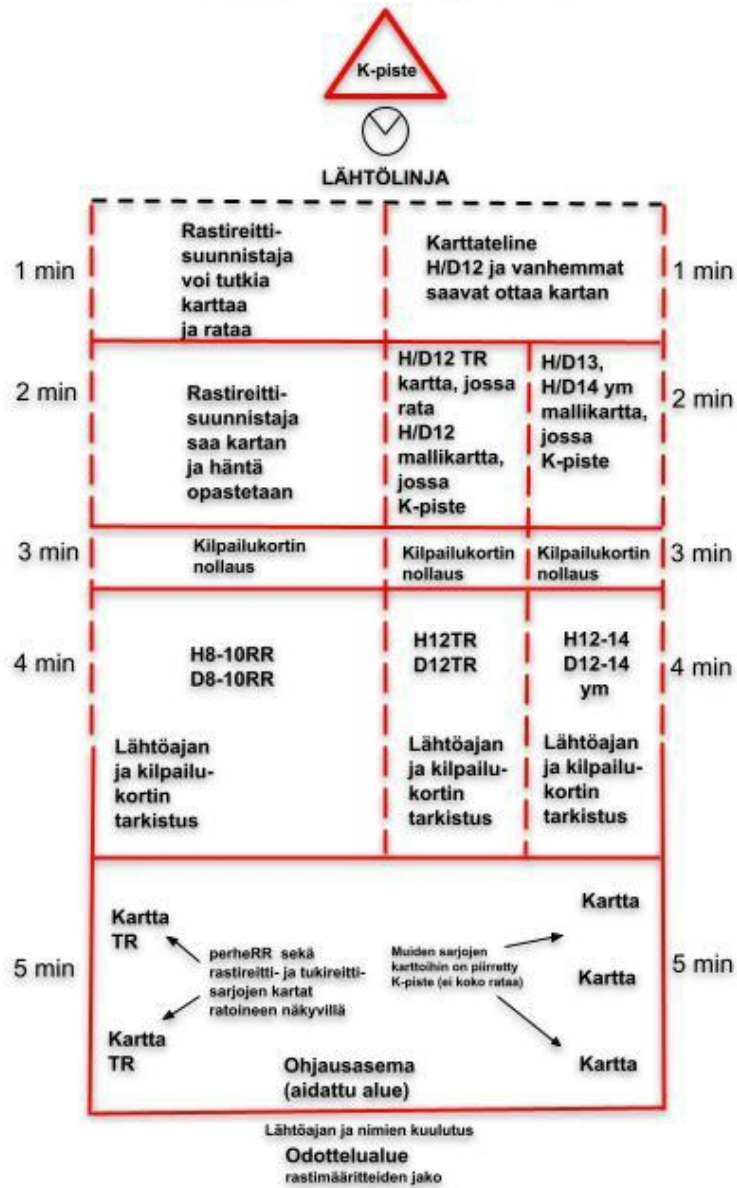 K-piste
LÄHTÖLINJA
1 min
Rastireitti-
suunnistaja
voi tutkia
karttaa
ja rataa
Karttateline
H/D12 ja vanhemmat
saavat ottaa kartan
1 min
2 min
Rastireitti-
suunnistaja
saa kartan
ja häntä
opastetaan
H/D12 TR
kartta, jossa
rata
H/D12
mallikartta,
jossa
K-piste
H/D13,
H/D14 ym
mallikartta,
jossa
K-piste
2 min
3 min
Kilpailukortin
nollaus
Kilpailukortin
nollaus
Kilpailukortin
nollaus
3 min
4 min
H8-10RR
D8-10RR
Lähtöajan
ja kilpailu-
kortin
tarkistus
H12TR
D12TR
Lähtöajan
ja kilpailu-
kortin
tarkistus
H12-14
D12-14
ym
Lähtöajan
ja kilpailu-
kortin
tarkistus
4 min
5 min
Kartta
TR
perheRR sekä
rastireitti- ja tukireitti-
sarjojen kartat
ratoineen näkyvillä
Kartta
TR
Muiden sarjojen
karttoihin on piirretty
K-piste (ei koko rataa)
Kartta
Kartta
Kartta
5 min
Ohjausasema
(aidattu alue)
Lähtöajan ja nimien kuulutus
Odottelualue
rastimääritteiden jako